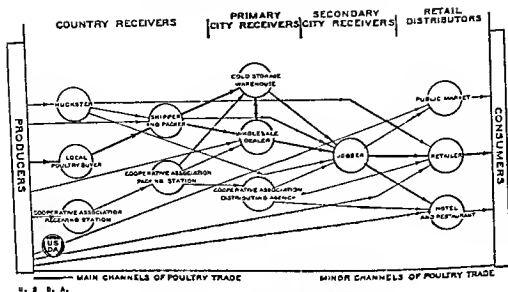 COUNTRY RECEIVERS
PRIMARY
CITY RECEIVERS
SECONDARY
CITY RECEIVERS
RETAIL
DISTRIBUTORS
PRODUCERS
HUCKSTER
SHIPPER
AND PACKER
LOCAL
POULTRY BUYER
COOPERATIVE ASSOCIATION
PACKING STATION
COOPERATIVE ASSOCIATION
RECEIVING STATION
US
DA
COLD STORAGE
WAREHOUSE
WHOLESALE
DEALER
COOPERATIVE ASSOCIATION
DISTRIBUTING AGENCY
JOBBER
PUBLIC MARKET
RETAILER
HOTEL
AND RESTAURANT
CONSUMERS
MAIN CHANNELS OF POULTRY TRADE
MINOR CHANNELS OF POULTRY TRADE
U. S. D. A.